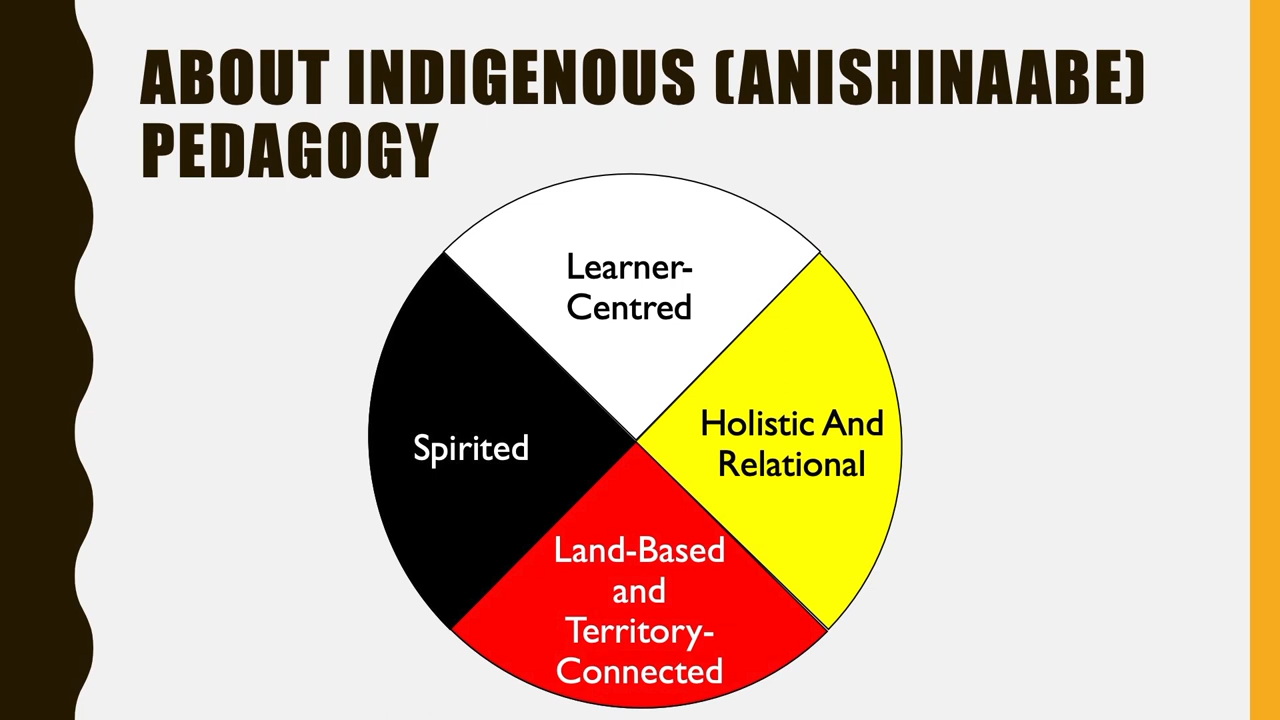 ABOUT INDIGENOUS (ANISHINAABE)
PEDAGOGY
Learner-
Centred
Holistic And
Relational
Spirited
Land-Based
and
Territory-
Connected